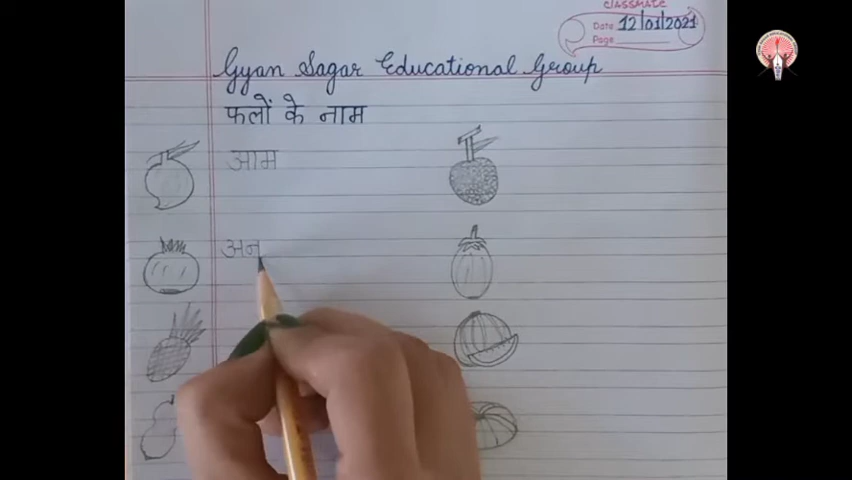 CLASSMATE
Date 12/01/2021
Page
Gyan Sagar Educational Group
फलों के नाम
आम
अन